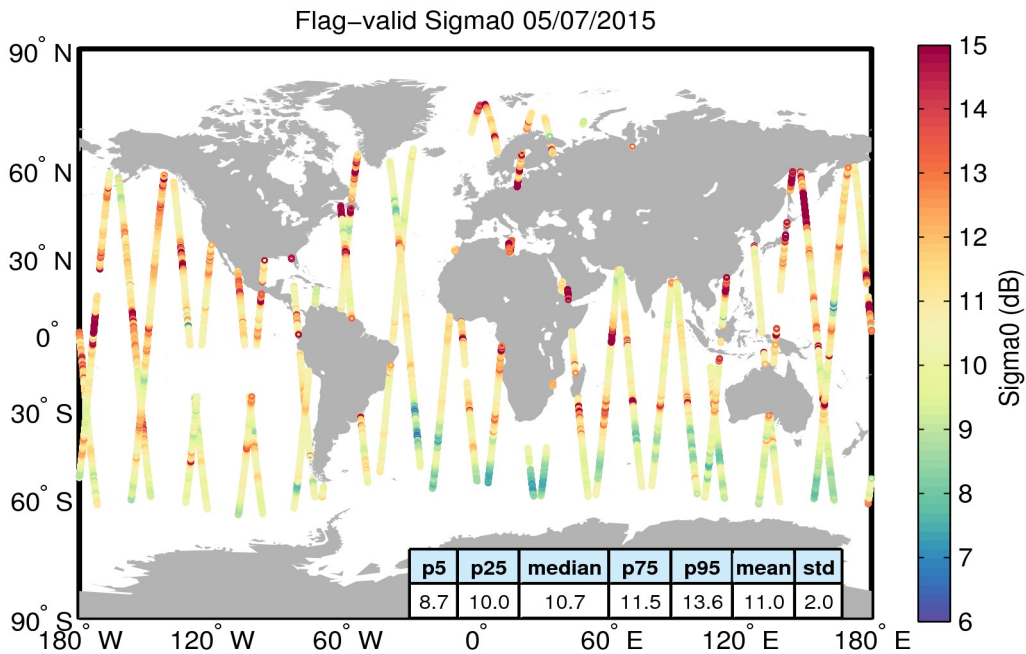 Flag−valid Sigma0 05/07/2015
90° N
60° N
30° N
0°
30° S
60° S
90° S
180° W
120° W
60° W
0°
60° E
120° E
180° E
15
14
13
12
11
10
9
8
7
6
Sigma0 (dB)
p5 p25 median p75 p95 mean std
8.7 10.0 10.7 11.5 13.6 11.0 2.0